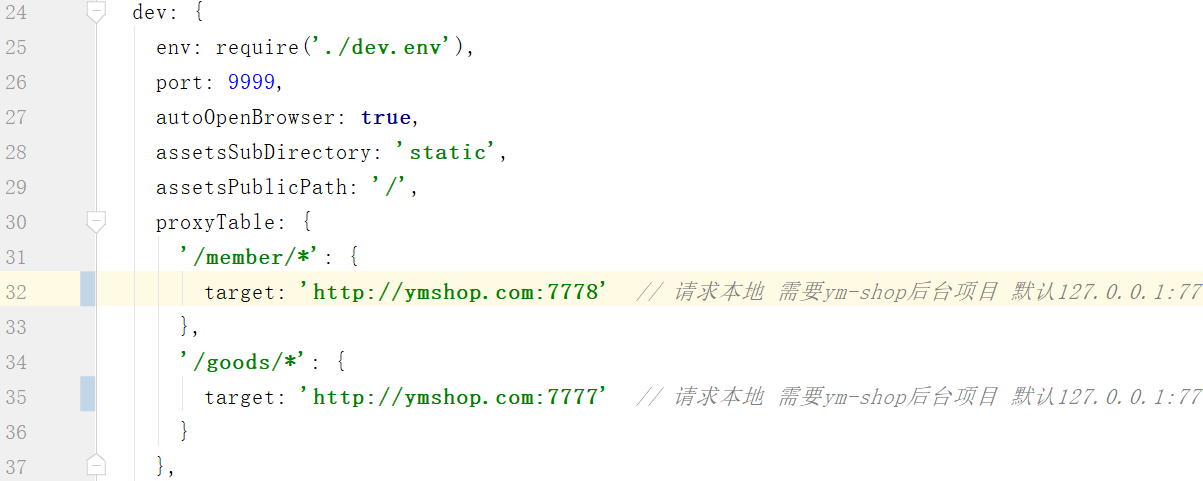 24 dev: {
25 env: require('./dev.env'),
26 port: 9999,
27 autoOpenBrowser: true,
28 assetsSubDirectory: 'static',
29 assetsPublicPath: '/',
30 proxyTable: {
31 '/member/*': {
32 target: 'http://ymshop.com:7778' // 请求本地 需要ym-shop后台项目 默认127.0.0.1:77
33 },
34 '/goods/*': {
35 target: 'http://ymshop.com:7777' // 请求本地 需要ym-shop后台项目 默认127.0.0.1:77
36 }
37 },